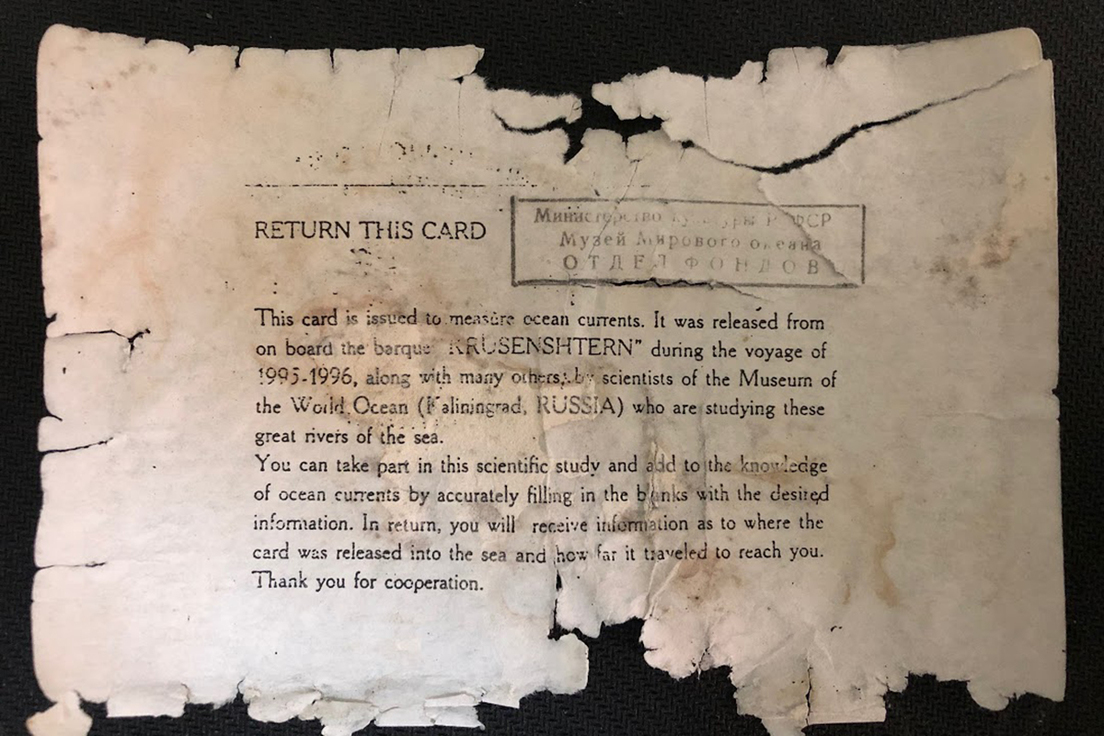 RETURN THiS CARD
Министерство Культуры РСФСР
Музей Мирового океана
ОТДЕЛ ФОНДОВ
This card is issued to measure ocean currents. It was released from
on board the barque "KRUSENSHTERN" during the voyage of
1995-1996, along with many others, by scientists of the Museum of
the World Ocean (Kaliningrad, RUSSIA) who are studying these
great rivers of the sea.
You can take part in this scientific study and add to the knowledge
of ocean currents by accurately filling in the blanks with the desired
information. In return, you will receive information as to where the
card was released into the sea and how far it traveled to reach you.
Thank you for cooperation.